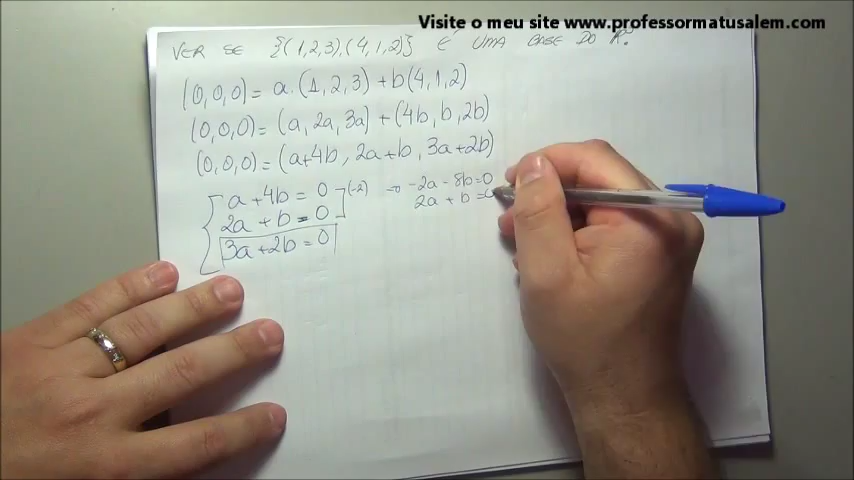 Visite o meu site www.professormatusalem.com
VER SE {(1,2,3),(4,1,2)} É UMA BASE DO R³.
(0,0,0) = a.(1,2,3) + b(4,1,2)
(0,0,0) = (a, 2a, 3a) + (4b, b, 2b)
(0,0,0) = (a+4b, 2a+b, 3a+2b)
a + 4b = 0 (-2) → -2a - 8b = 0
2a + b = 0 2a + b = 0
3a + 2b = 0